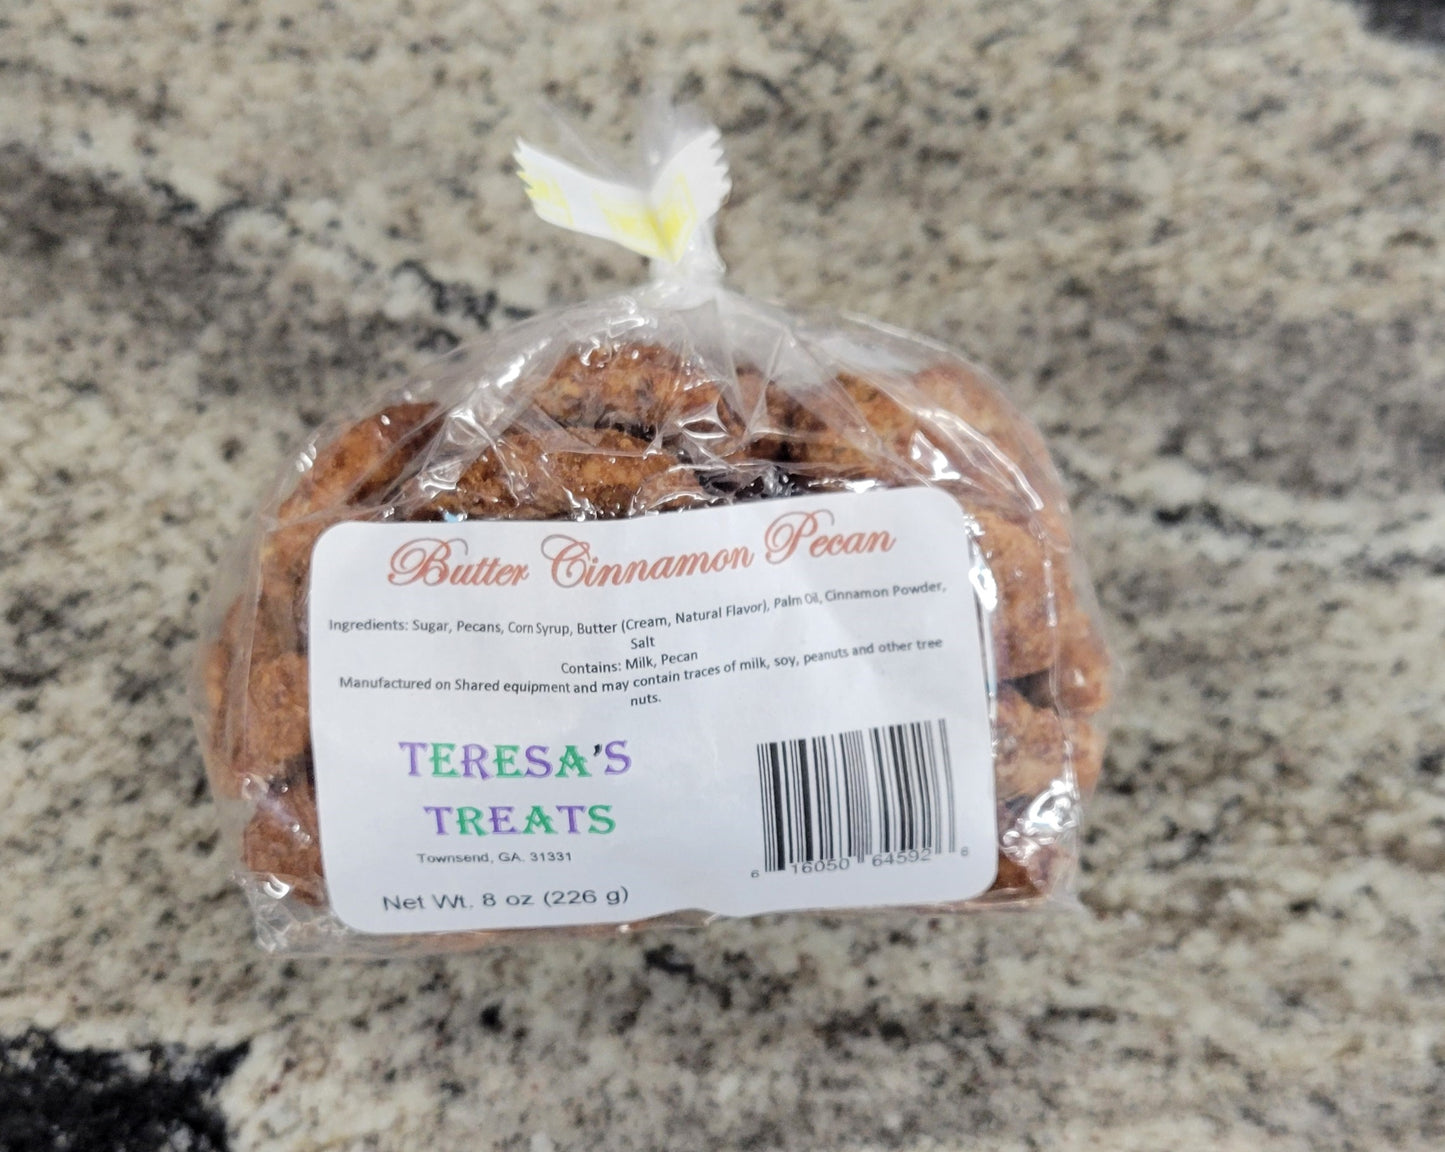 Butter Cinnamon Pecan
Ingredients: Sugar, Pecans, Corn Syrup, Butter (Cream, Natural Flavor), Palm Oil, Cinnamon Powder,
Salt
Contains: Milk, Pecan
Manufactured on Shared equipment and may contain traces of milk, soy, peanuts and other tree
nuts.
TERESA'S
TREATS
Townsend, GA. 31331
Net Wt. 8 oz (226 g)
6 16050 64592 6